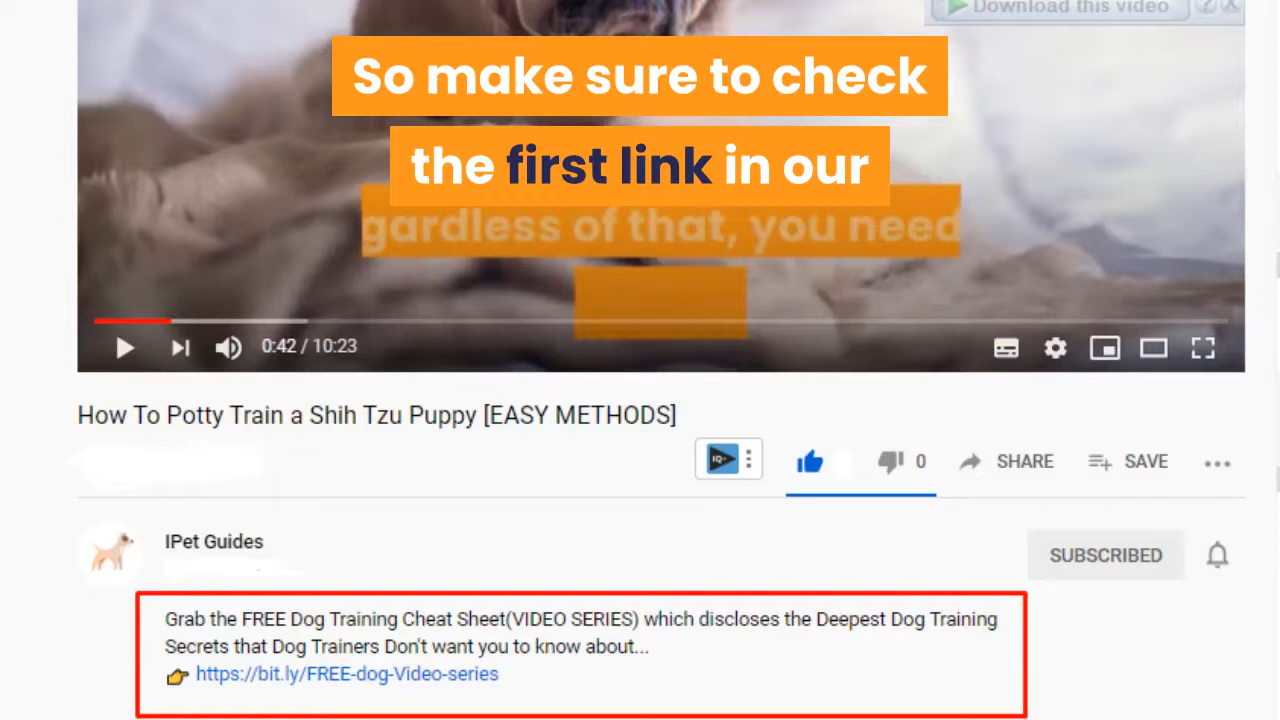 Download this video
So make sure to check
the first link in our
gardless of that, you need
0:42 / 10:23
How To Potty Train a Shih Tzu Puppy [EASY METHODS]
IQ
0
SHARE
SAVE
IPet Guides
SUBSCRIBED
Grab the FREE Dog Training Cheat Sheet(VIDEO SERIES) which discloses the Deepest Dog Training
Secrets that Dog Trainers Don't want you to know about...
https://bit.ly/FREE-dog-Video-series